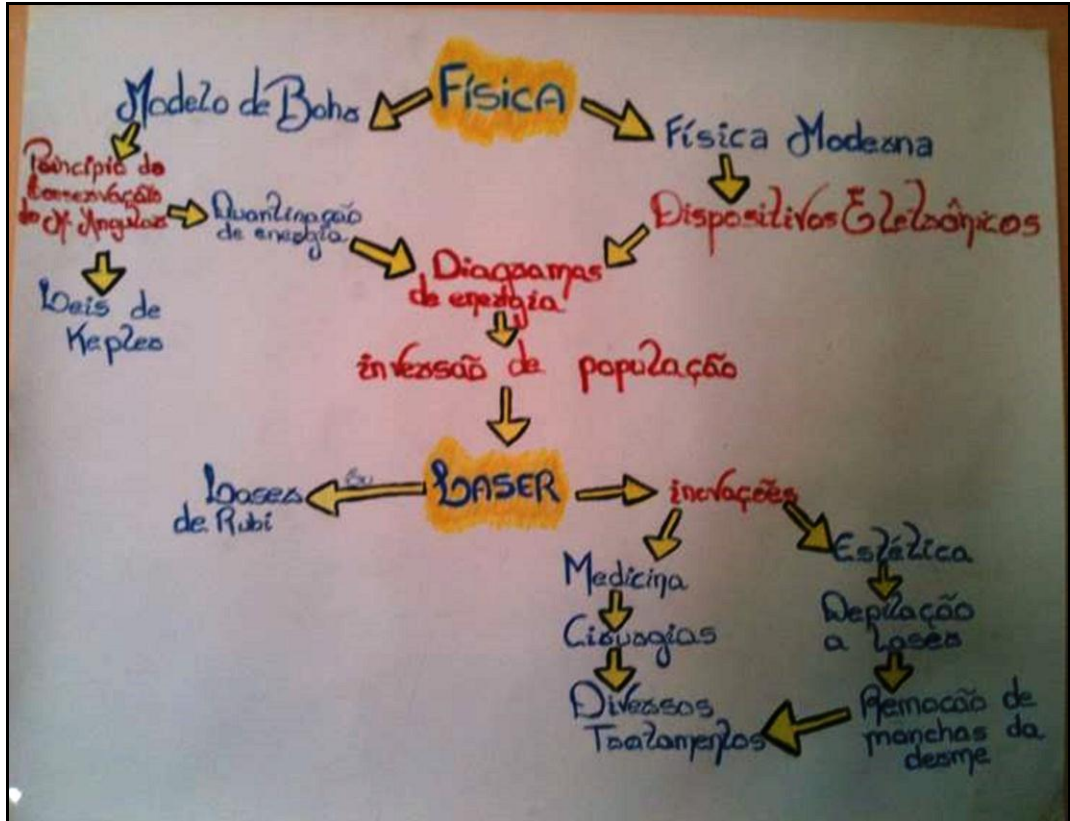 FÍSICA
Modelo de Bohr
Física Moderna
Princípio da
Conservação
do M. Angular
Quantização
de energia
Dispositivos Eletrônicos
Leis de
Kepler
Diagramas
de energia
inversão de população
LASER
Laser
de Rubi
inovações
Medicina
Estética
Cirurgias
Depilação
a Laser
Diversos
Tratamentos
Remoção de
manchas da
derme